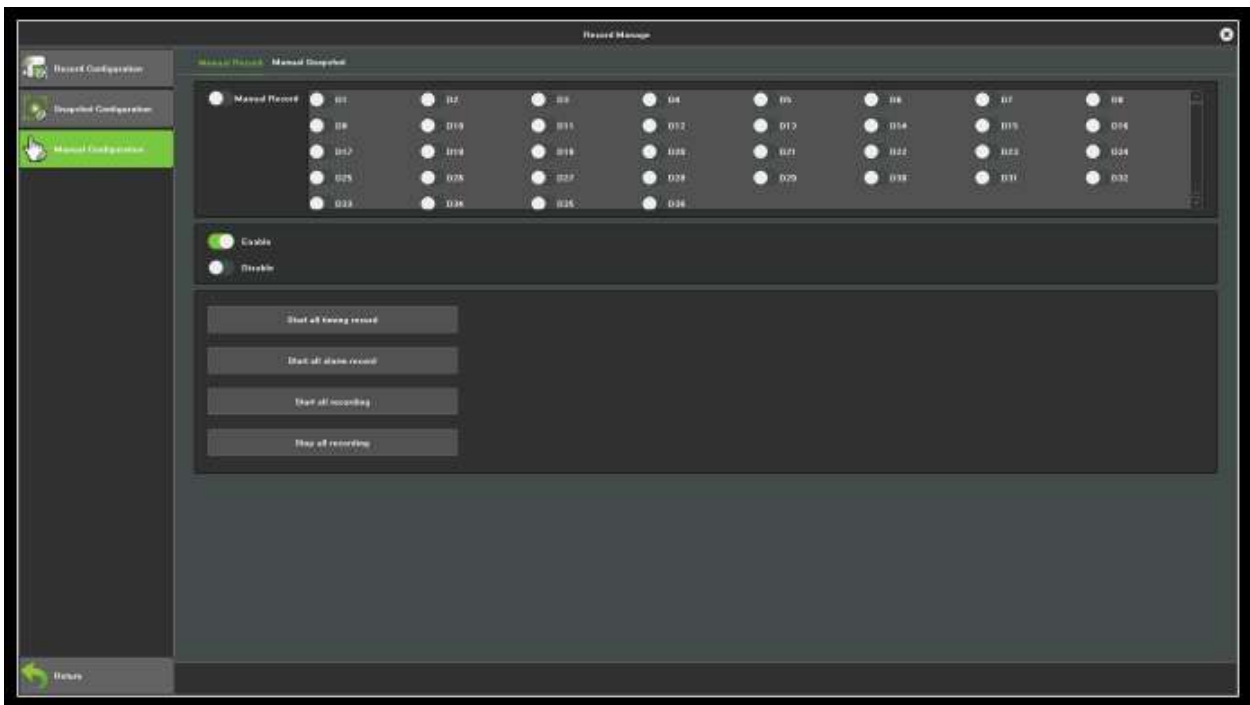 Record Manage
Record Configuration
Snapshot Configuration
Manual Configuration
Manual Record Manual Snapshot
Manual Record D1 D2 D3 D4 D5 D6 D7 D8
D9 D10 D11 D12 D13 D14 D15 D16
D17 D18 D19 D20 D21 D22 D23 D24
D25 D26 D27 D28 D29 D30 D31 D32
D33 D34 D35 D36
Enable
Disable
Start all timing record
Start all alarm record
Start all recording
Stop all recording
Return